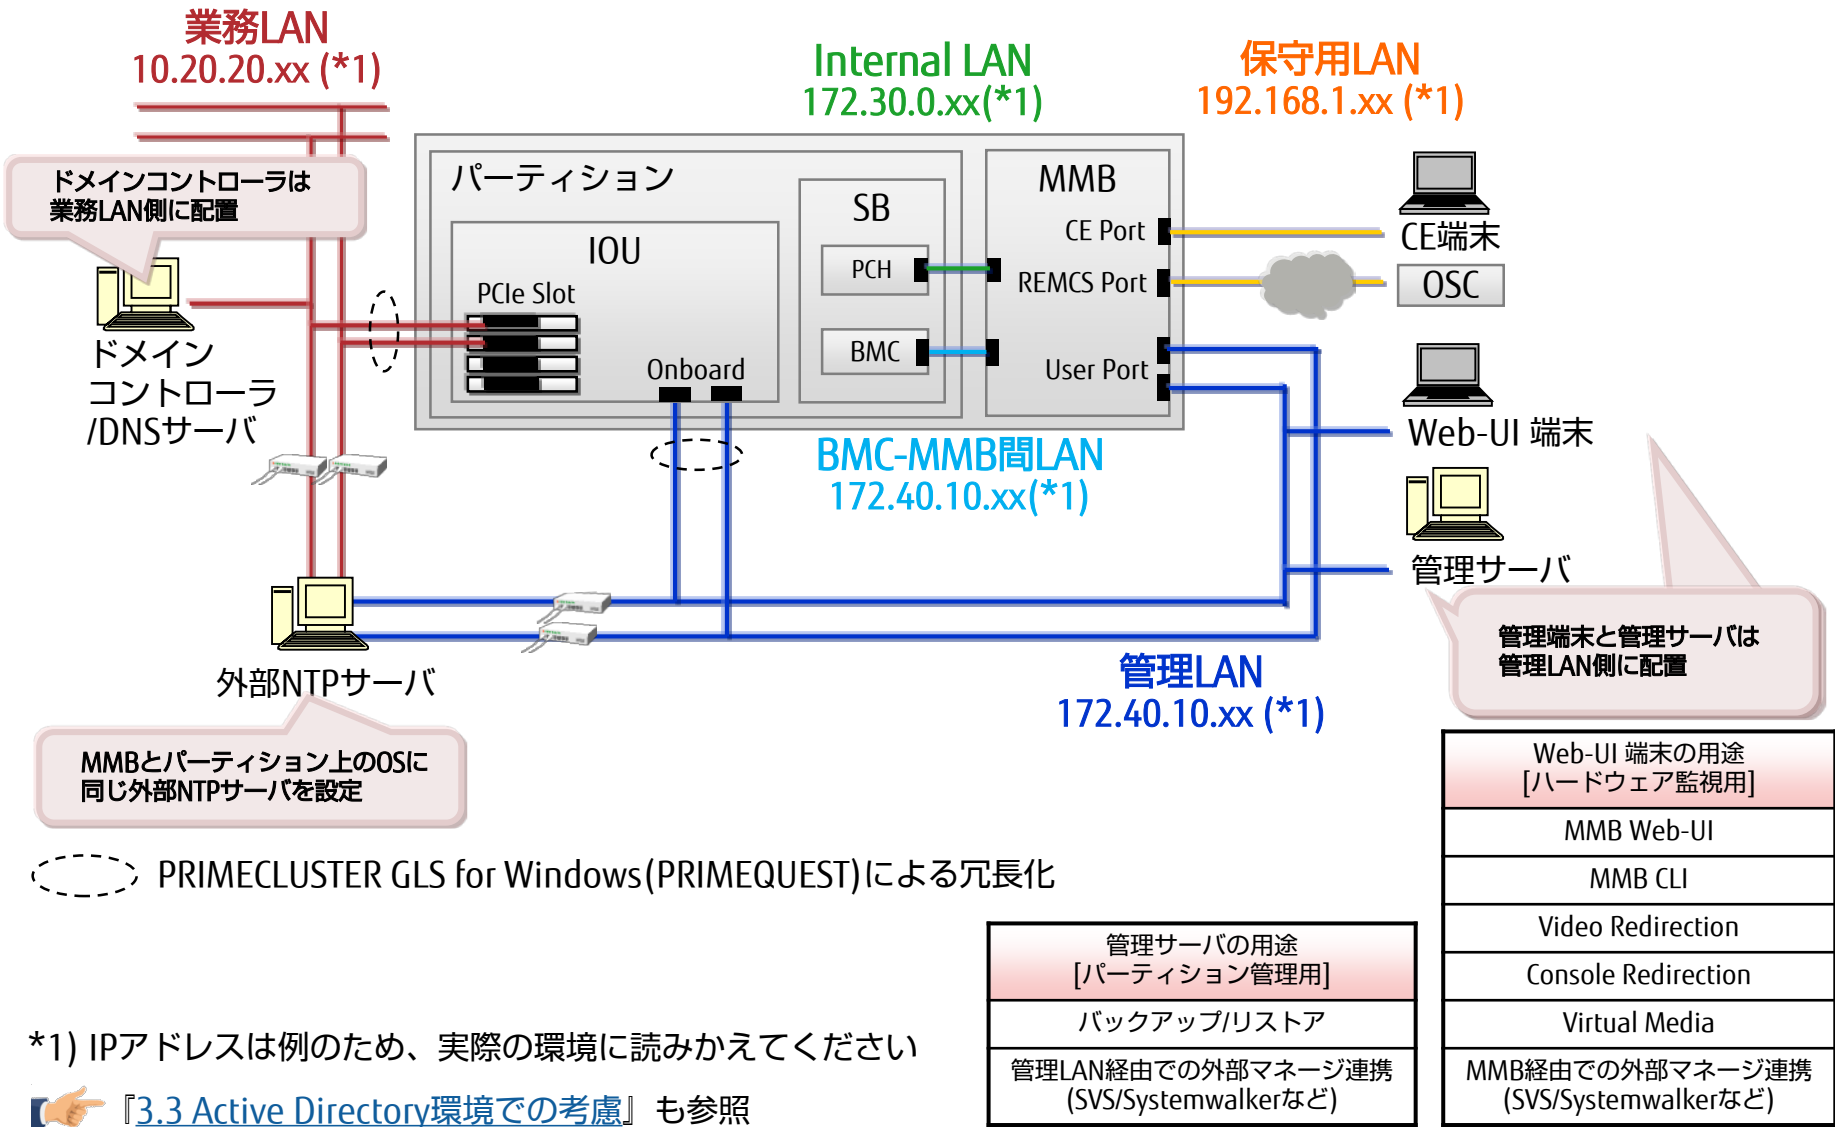 業務LAN
10.20.20.xx (*1)
Internal LAN
172.30.0.xx(*1)
保守用LAN
192.168.1.xx (*1)
ドメインコントローラは
業務LAN側に配置
パーティション
SB
MMB
IOU
PCIe Slot
PCH
BMC
Onboard
CE Port
REMCS Port
User Port
CE端末
OSC
ドメイン
コントローラ
/DNSサーバ
Web-UI 端末
BMC-MMB間LAN
172.40.10.xx(*1)
管理サーバ
管理端末と管理サーバは
管理LAN側に配置
外部NTPサーバ
管理LAN
172.40.10.xx (*1)
MMBとパーティション上のOSに
同じ外部NTPサーバを設定
PRIMECLUSTER GLS for Windows(PRIMEQUEST)による冗長化
管理サーバの用途
[パーティション管理用]
バックアップ/リストア
管理LAN経由での外部マネージ連携
(SVS/Systemwalkerなど)
Web-UI 端末の用途
[ハードウェア監視用]
MMB Web-UI
MMB CLI
Video Redirection
Console Redirection
Virtual Media
MMB経由での外部マネージ連携
(SVS/Systemwalkerなど)
*1) IPアドレスは例のため、実際の環境に読みかえてください
『3.3 Active Directory環境での考慮』も参照